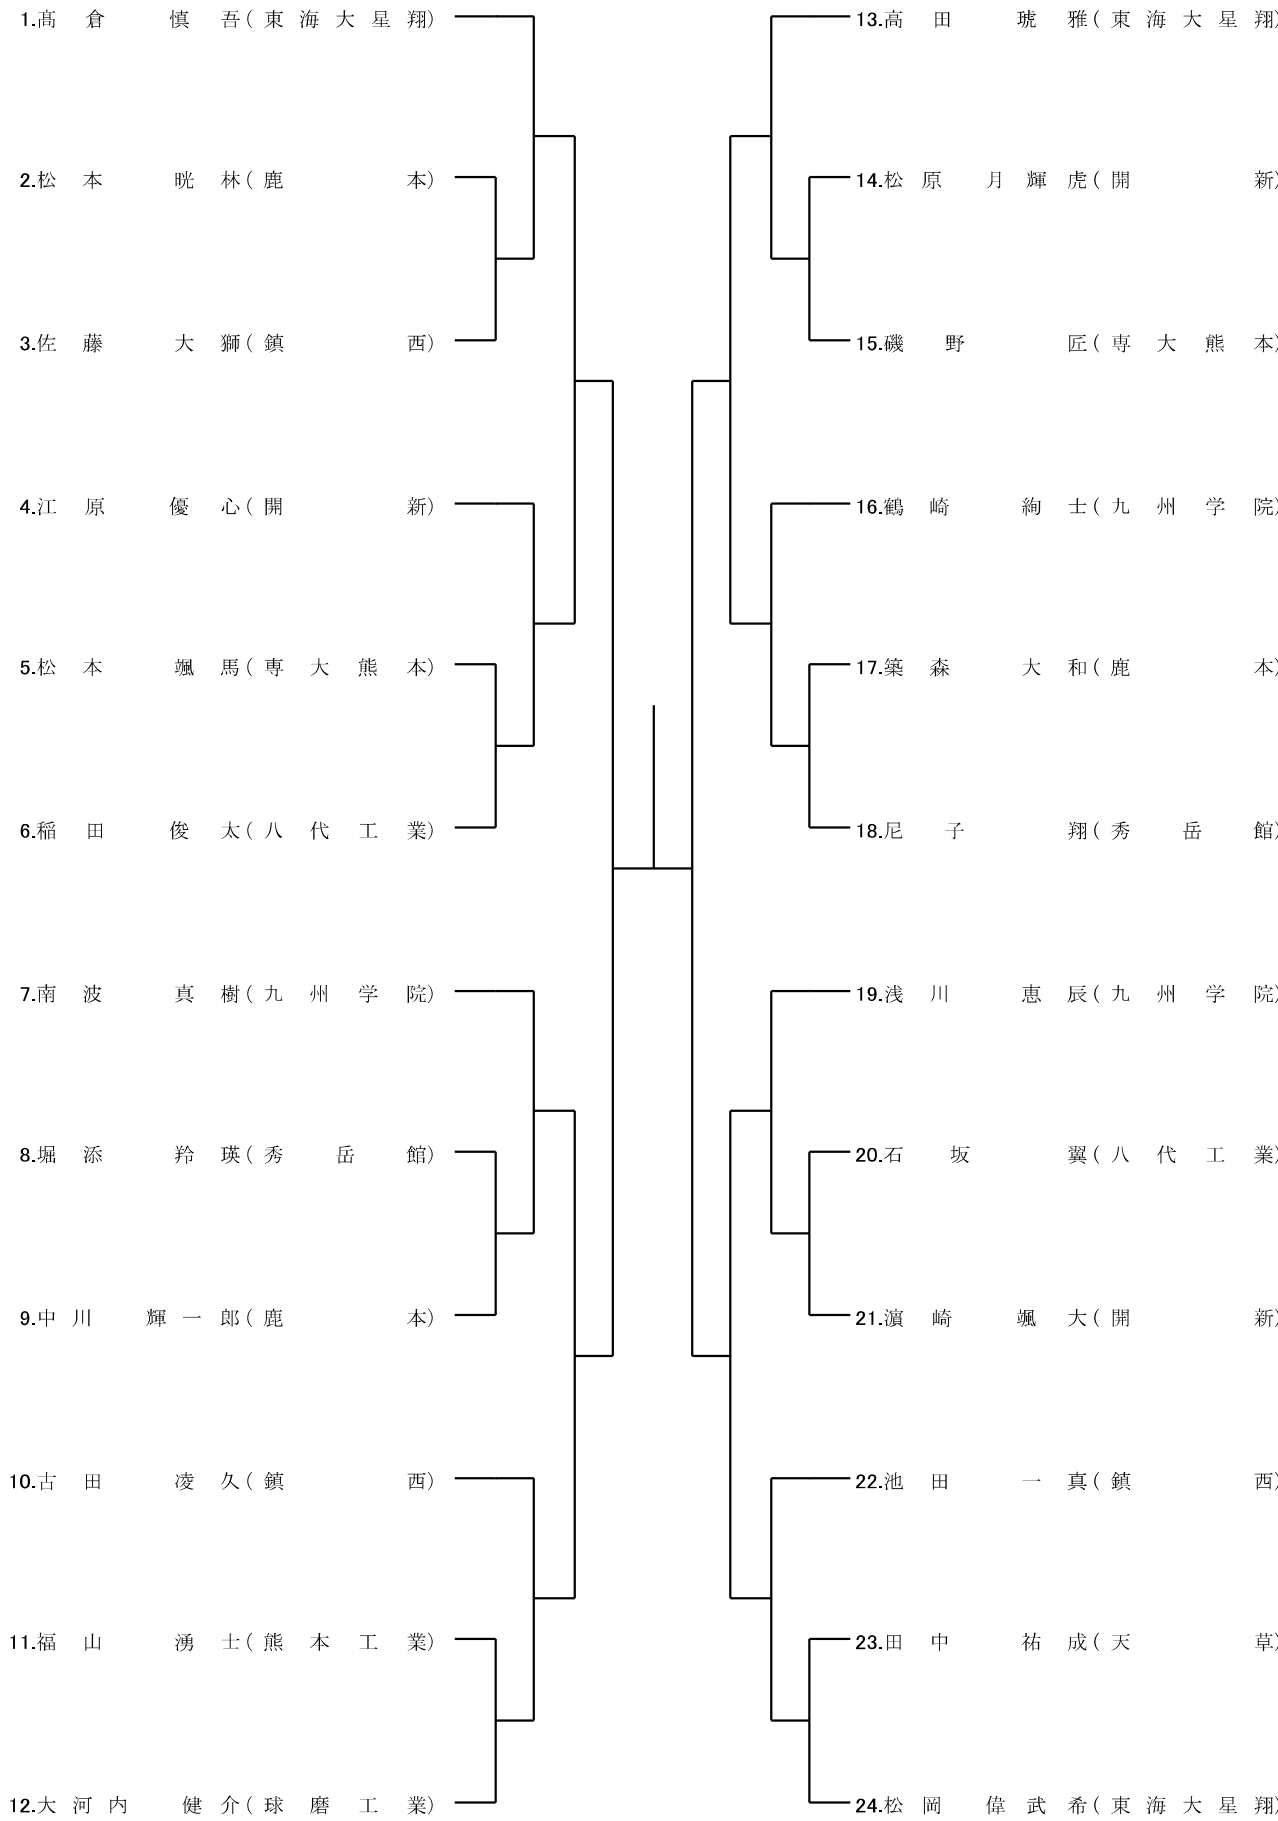 1.髙倉 慎吾(東海大星翔)
2.松本 晄林(鹿本)
3.佐藤 大獅(鎮西)
4.江原 優心(開新)
5.松本 颯馬(専大熊本)
6.稲田 俊太(八代工業)
7.南波 真樹(九州学院)
8.堀添 羚瑛(秀岳館)
9.中川 輝一郎(鹿本)
10.古田 凌久(鎮西)
11.福山 湧士(熊本工業)
12.大河内 健介(球磨工業)
13.高田 琥雅(東海大星翔)
14.松原 月輝虎(開新)
15.磯野 匠(専大熊本)
16.鶴崎 絢士(九州学院)
17.築森 大和(鹿本)
18.尼子 翔(秀岳館)
19.浅川 恵辰(九州学院)
20.石坂 翼(八代工業)
21.濵崎 颯大(開新)
22.池田 一真(鎮西)
23.田中 祐成(天草)
24.松岡 偉武希(東海大星翔)